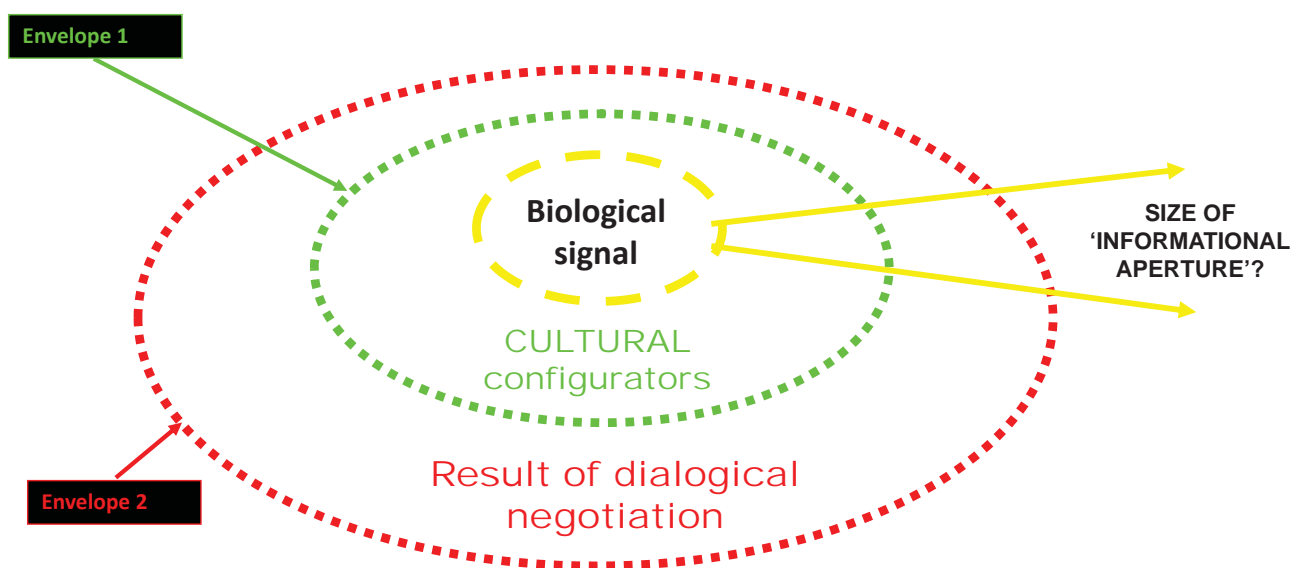 Envelope 1
Biological
signal
SIZE OF
‘INFORMATIONAL
APERTURE’?
CULTURAL
configurators
Result of dialogical
negotiation
Envelope 2